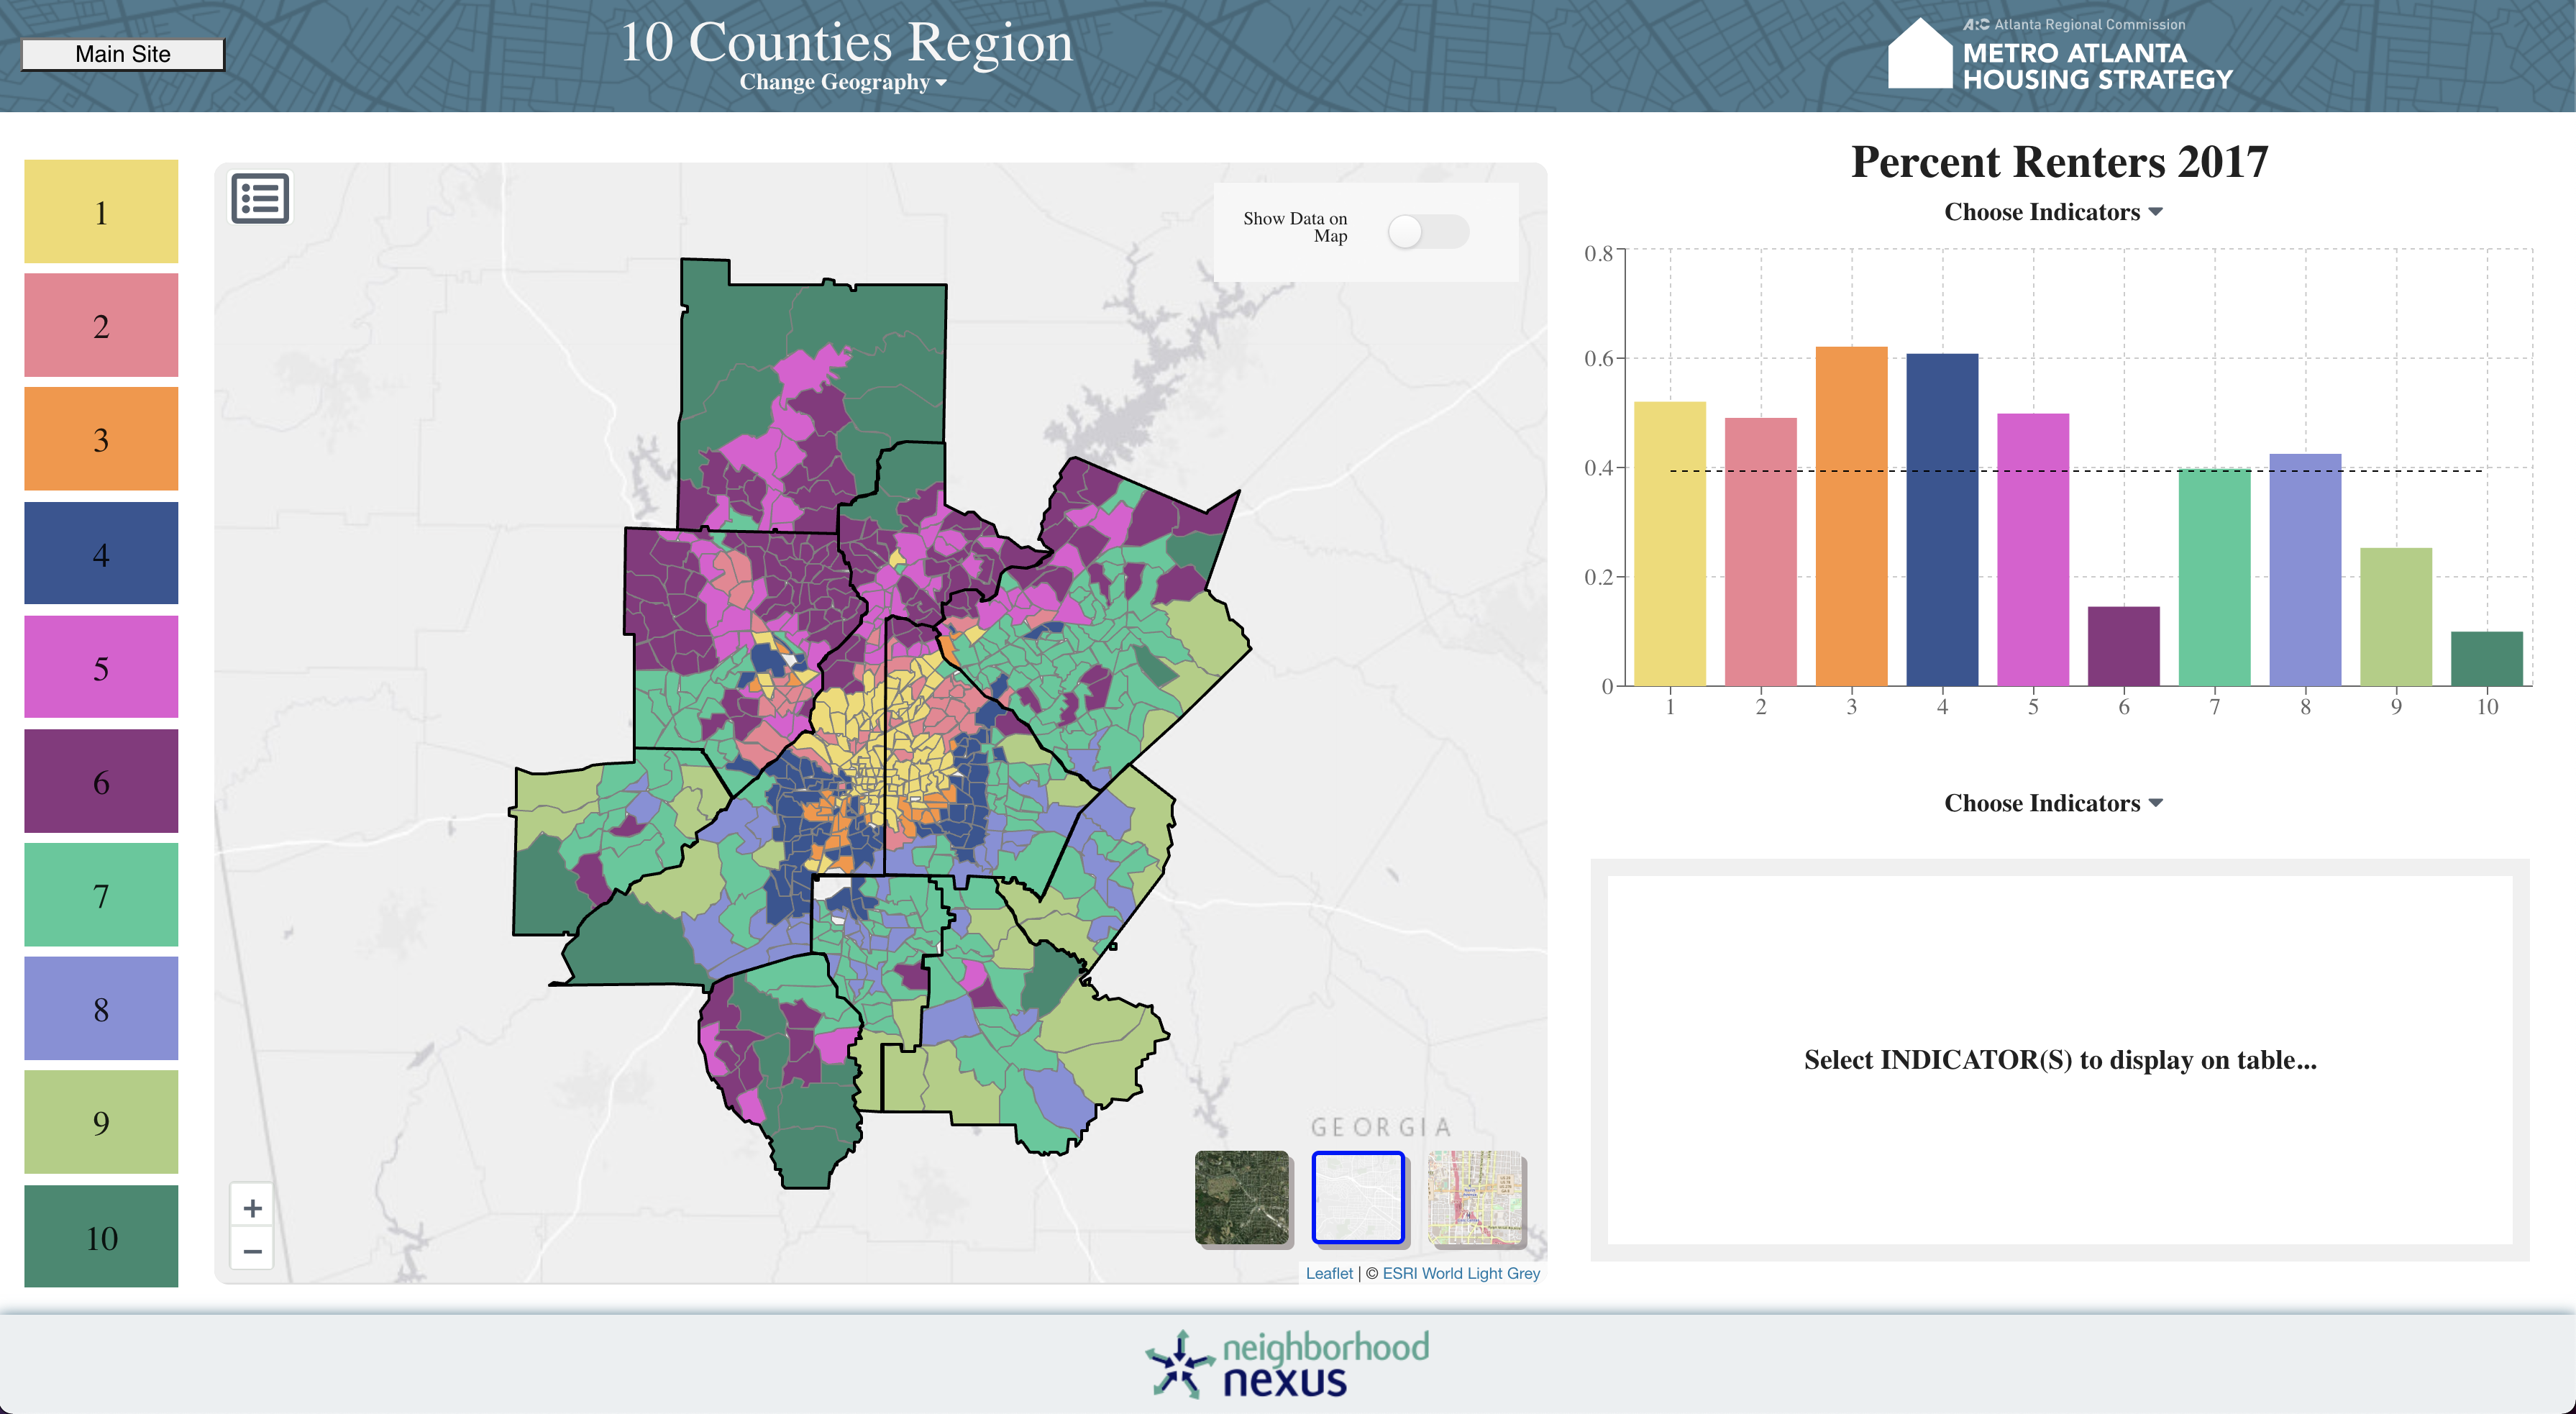 Main Site
10 Counties Region
Change Geography
A:C Atlanta Regional Commission
METRO ATLANTA
HOUSING STRATEGY
1
2
3
4
5
6
7
8
9
10
Show Data on
Map
+
−
GEORGIA
Leaflet | © ESRI World Light Grey
Percent Renters 2017
Choose Indicators
0.8
0.6
0.4
0.2
0
1 2 3 4 5 6 7 8 9 10
Choose Indicators
Select INDICATOR(S) to display on table...
neighborhood
nexus